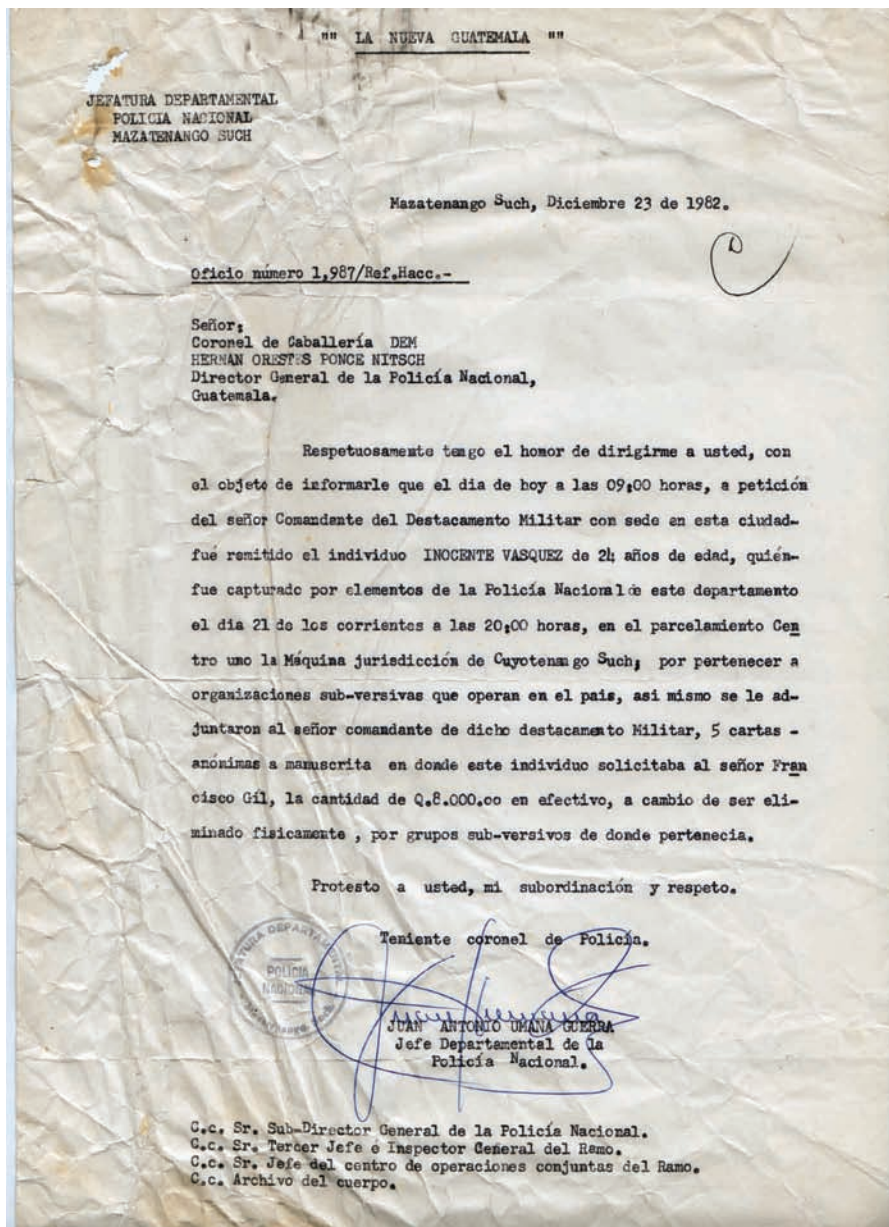 "" LA NUEVA GUATEMALA ""
JEFATURA DEPARTAMENTAL
POLICIA NACIONAL
MAZATENANGO SUCH
Mazatenango Such, Diciembre 23 de 1982.
Oficio número 1,987/Ref.Hacc.-
Señor;
Coronel de Caballería DEM
HERMAN ORESTES PONCE NITSCH
Director General de la Policía Nacional,
Guatemala.
Respetuosamente tengo el honor de dirigirme a usted, con
el objeto de informarle que el dia de hoy a las 09;00 horas, a petición
del señor Comandante del Destacamento Militar con sede en esta ciudad-
fué remitido el individuo INOCENTE VASQUEZ de 24 años de edad, quién-
fue capturado por elementos de la Policía Nacional de este departamento
el dia 21 de los corrientes a las 20;00 horas, en el parcelamiento Cen
tro uno la Máquina jurisdicción de Cuyotenango Such; por pertenecer a
organizaciones sub-versivas que operan en el pais, asi mismo se le ad-
juntaron al señor comandante de dicho destacamento Militar, 5 cartas -
anónimas a manuscrita en donde este individuo solicitaba al señor Fran
cisco Gíl, la cantidad de Q.8.000.oo en efectivo, a cambio de ser eli-
minado fisicamente , por grupos sub-versivos de donde pertenecia.
Protesto a usted, mi subordinación y respeto.
Teniente coronel de Policía.
JEFATURA DEPARTAMENTAL
POLICIA
NACIONAL
JUAN ANTONIO UMAÑA GUERRA
Jefe Departamental de la
Policía Nacional.
C.c. Sr. Sub-Director General de la Policía Nacional.
C.c. Sr. Tercer Jefe é Inspector General del Ramo.
C.c. Sr. Jefe del centro de operaciones conjuntas del Ramo.
C.c. Archivo del cuerpo.